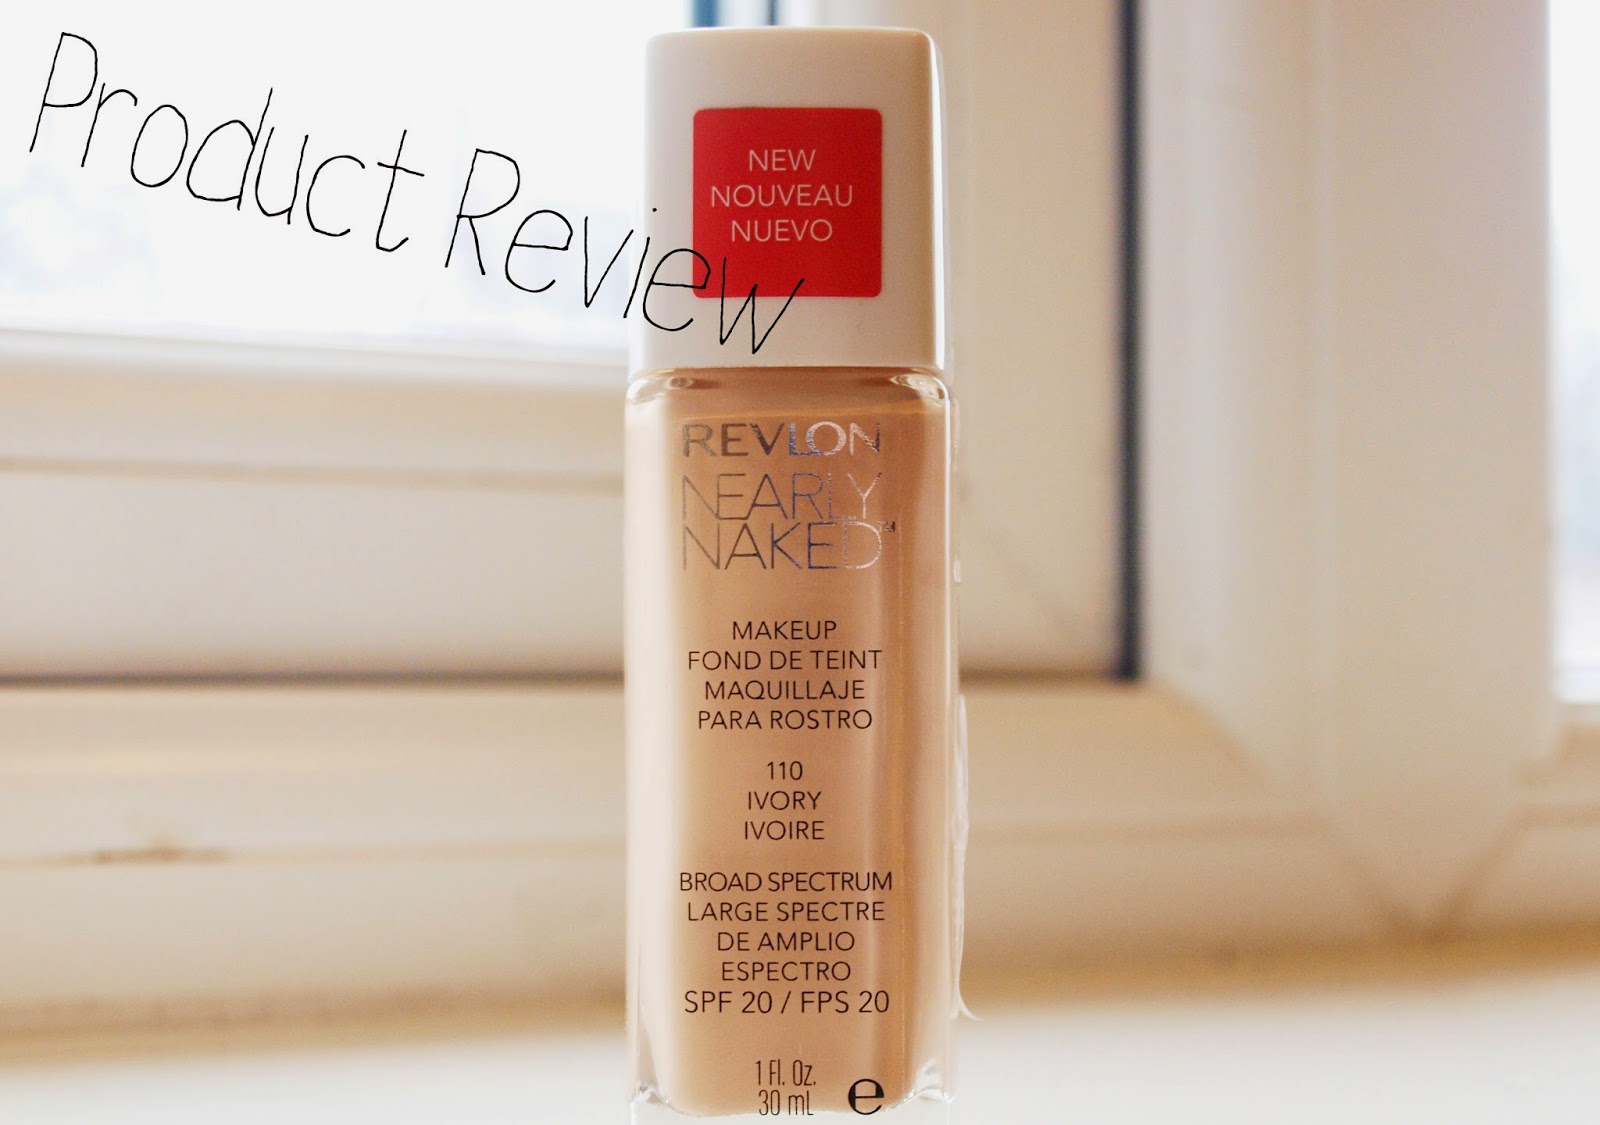 Product Review
NEW
NOUVEAU
NUEVO
REVLON
NEARLY
NAKED™
MAKEUP
FOND DE TEINT
MAQUILLAJE
PARA ROSTRO
110
IVORY
IVOIRE
BROAD SPECTRUM
LARGE SPECTRE
DE AMPLIO
ESPECTRO
SPF 20 / FPS 20
1 Fl. Oz.
30 mL ℮